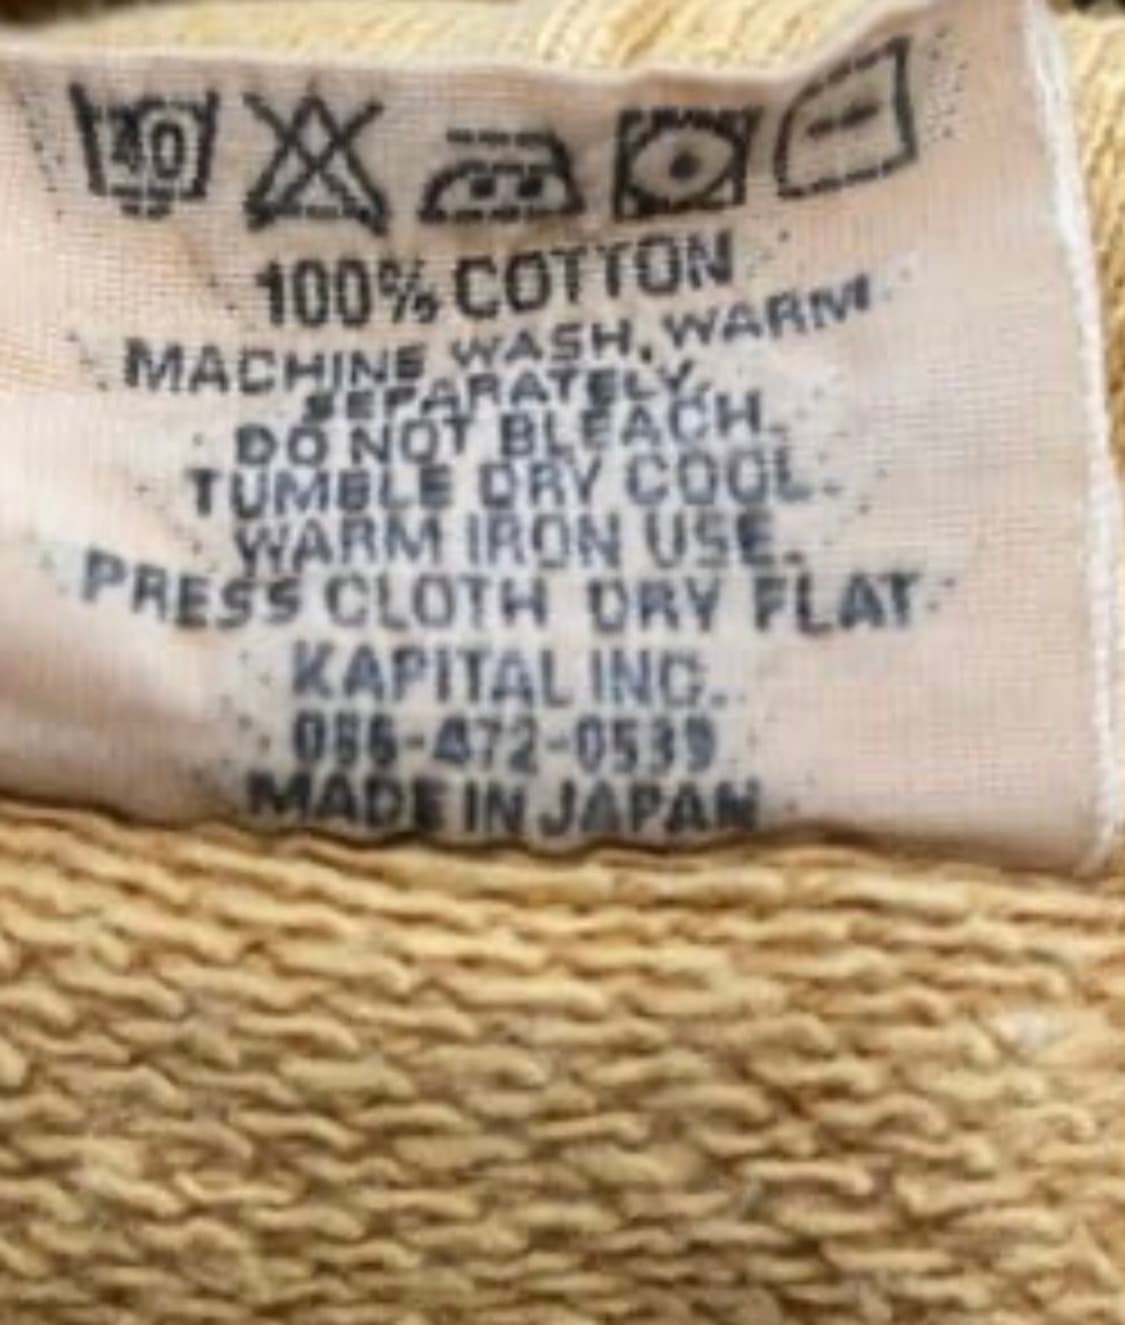 40
100% COTTON
MACHINE WASH, WARM
SEPARATELY.
DO NOT BLEACH.
TUMBLE DRY COOL.
WARM IRON USE.
PRESS CLOTH DRY FLAT
KAPITAL INC.
086-472-0539
MADE IN JAPAN